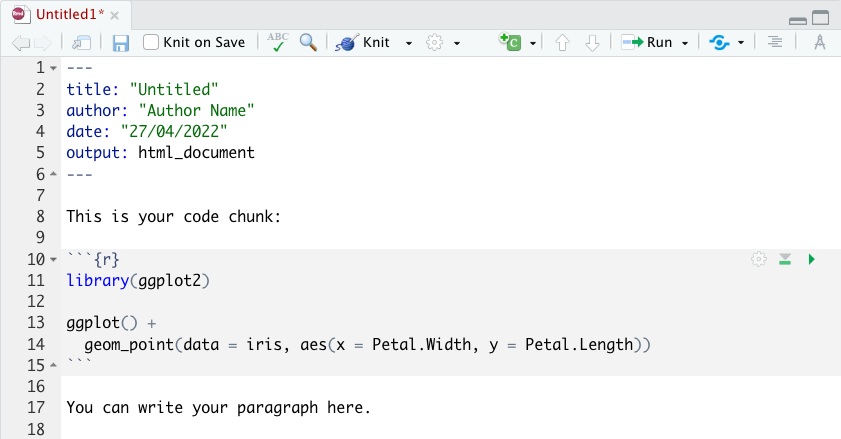 Rmd Untitled1*
Knit on Save ABC Knit C Run
1 ---
2 title: "Untitled"
3 author: "Author Name"
4 date: "27/04/2022"
5 output: html_document
6 ---
7
8 This is your code chunk:
9
10 ```{r}
11 library(ggplot2)
12
13 ggplot() +
14   geom_point(data = iris, aes(x = Petal.Width, y = Petal.Length))
15 ```
16
17 You can write your paragraph here.
18